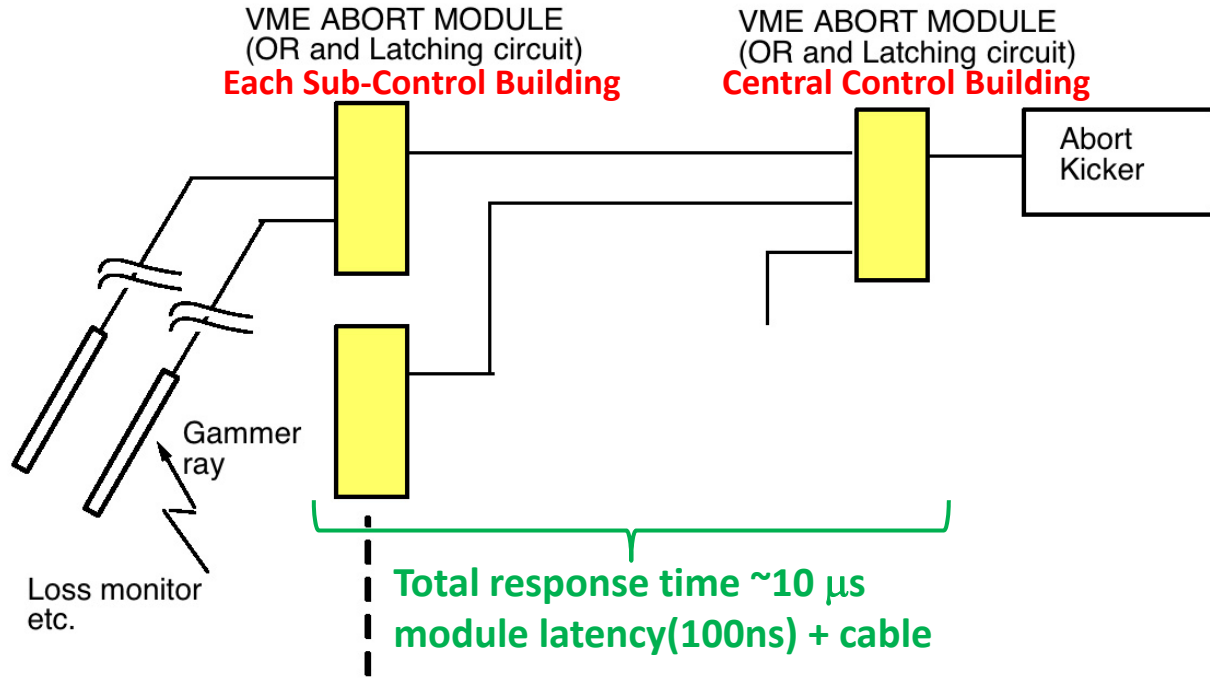 VME ABORT MODULE
(OR and Latching circuit)
Each Sub-Control Building
VME ABORT MODULE
(OR and Latching circuit)
Central Control Building
Abort
Kicker
Gammer
ray
Loss monitor
etc.
Total response time ~10 μs
module latency(100ns) + cable